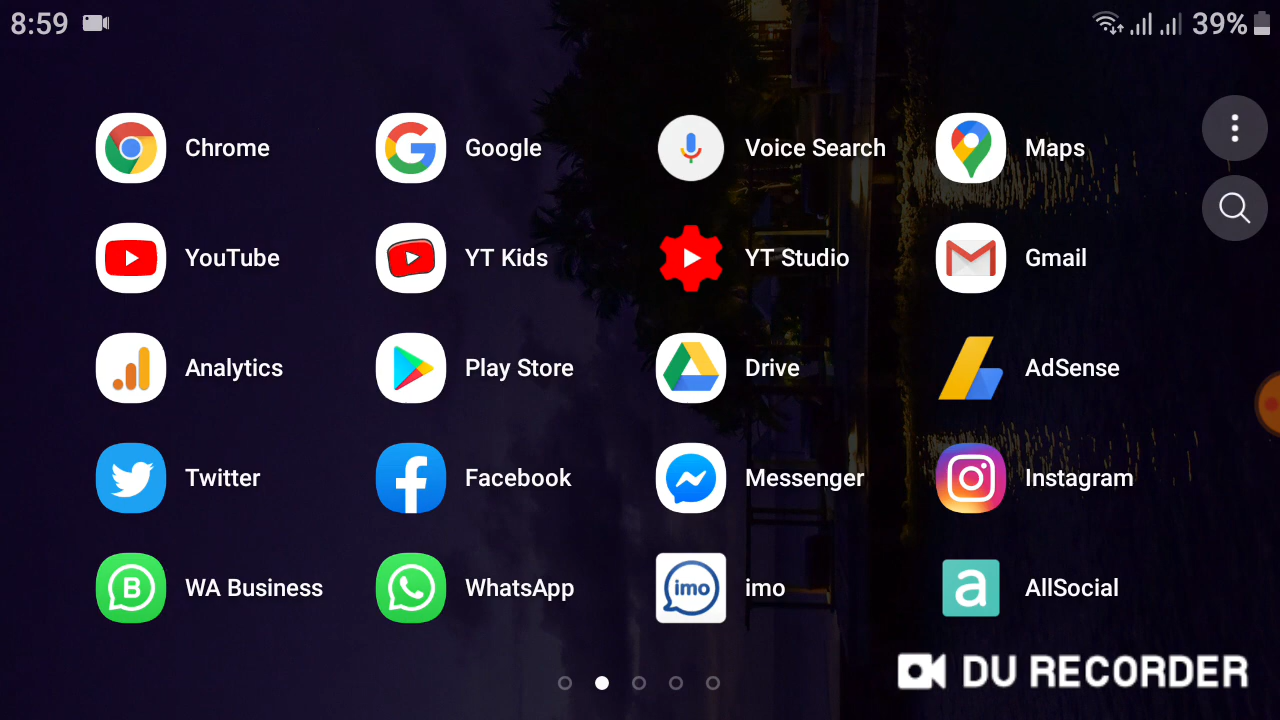 8:59
39%
Chrome
Google
Voice Search
Maps
YouTube
YT Kids
YT Studio
Gmail
Analytics
Play Store
Drive
AdSense
Twitter
Facebook
Messenger
Instagram
WA Business
WhatsApp
imo
imo
a
AllSocial
DU RECORDER